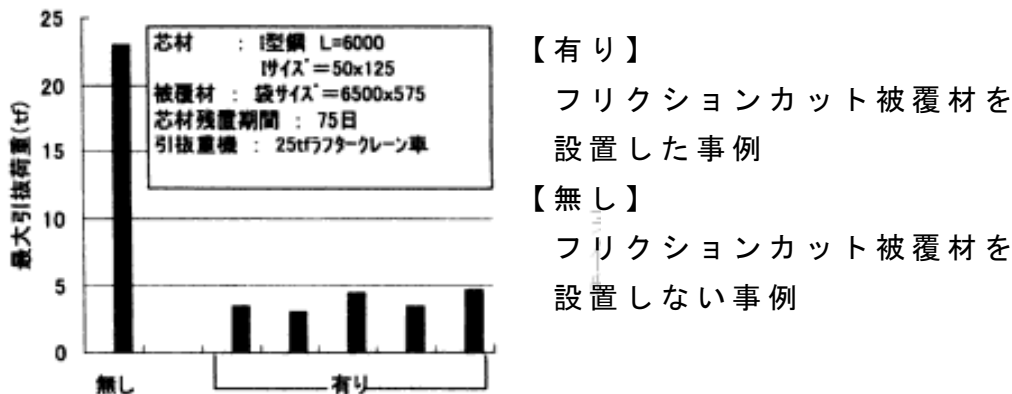 25
20
15
10
5
0
最大引抜荷重(tf)
芯材 : I型鋼 L=6000
Iサイズ=50x125
被覆材 : 袋サイズ=6500x575
芯材残置期間 : 75日
引抜重機 : 25tfラフタークレーン車
無し
有り
【有り】
フリクションカット被覆材を
設置した事例
【無し】
フリクションカット被覆材を
設置しない事例